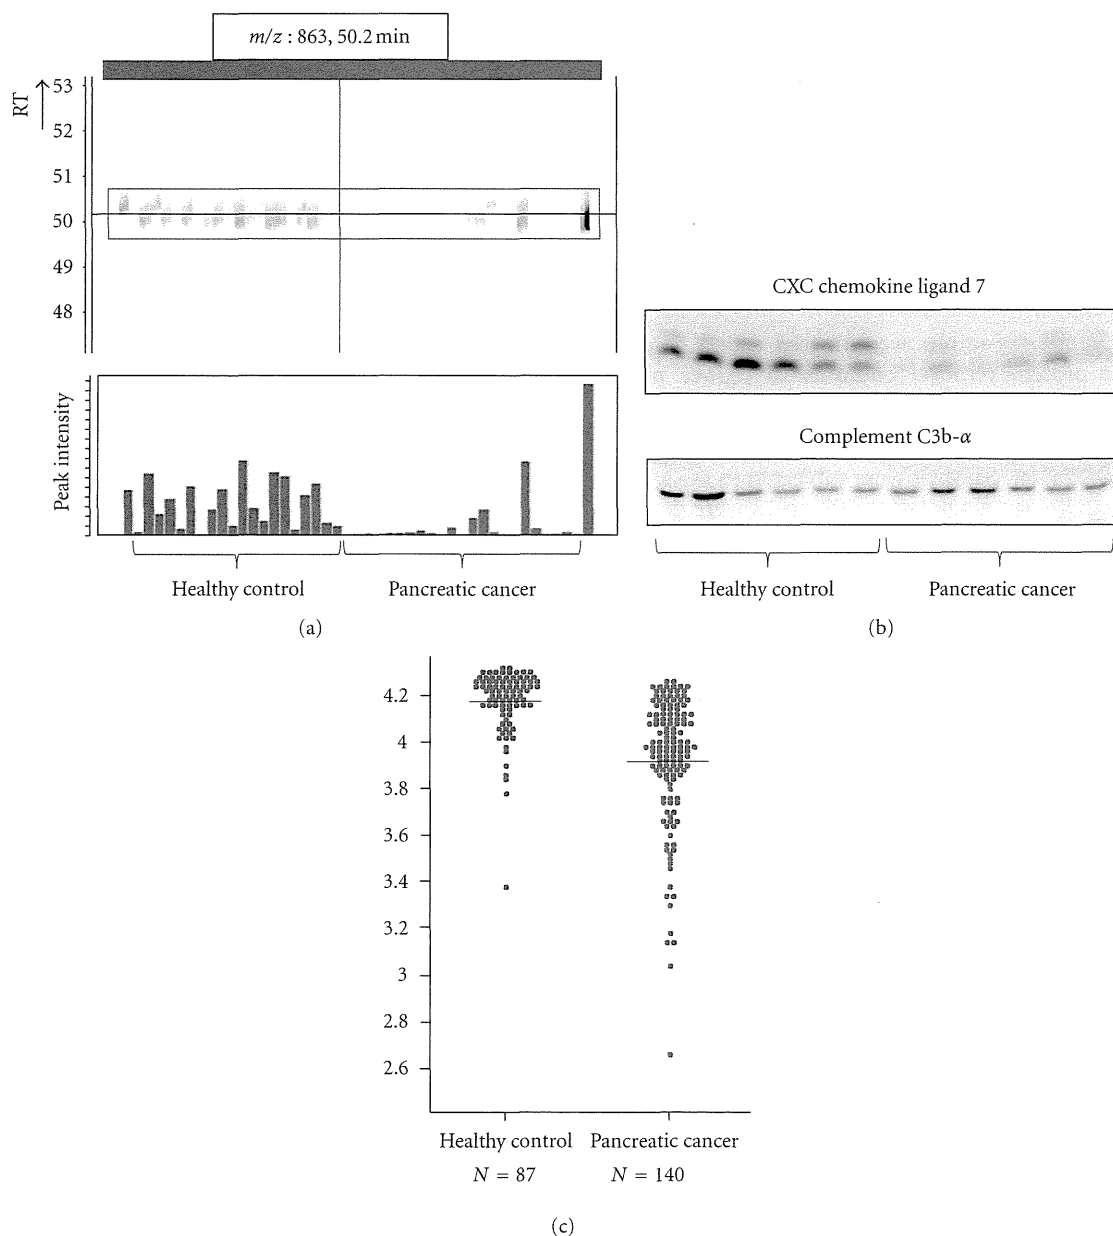 m/z : 863, 50.2 min
RT
53
52
51
50
49
48
Peak intensity
Healthy control
Pancreatic cancer
(a)
CXC chemokine ligand 7
Complement C3b-α
Healthy control
Pancreatic cancer
(b)
4.2
4
3.8
3.6
3.4
3.2
3
2.8
2.6
Healthy control
Pancreatic cancer
N = 87
N = 140
(c)